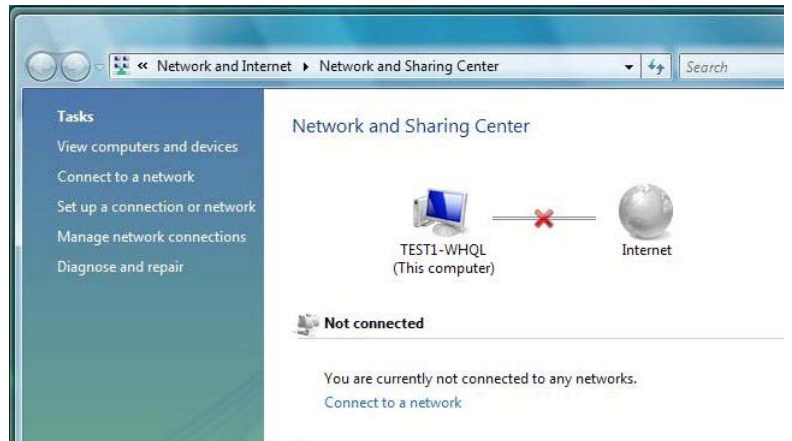 « Network and Internet ▸ Network and Sharing Center
Search
Tasks
View computers and devices
Connect to a network
Set up a connection or network
Manage network connections
Diagnose and repair
Network and Sharing Center
TEST1-WHQL
(This computer)
Internet
Not connected
You are currently not connected to any networks.
Connect to a network